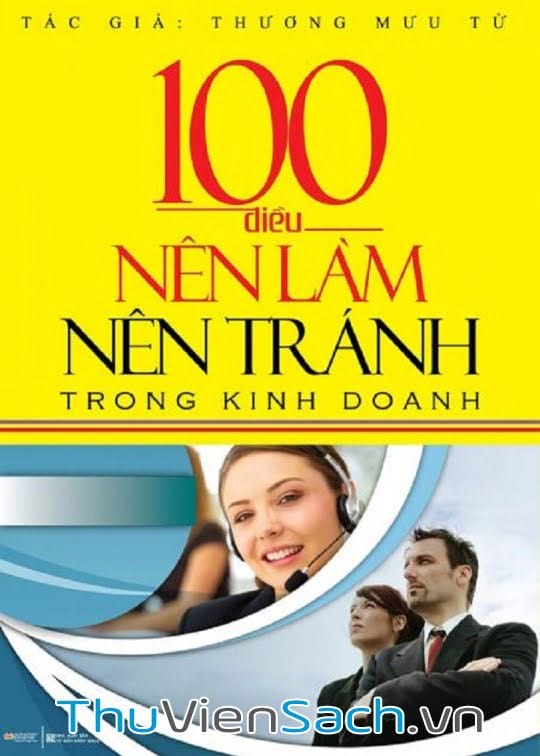 TÁC GIẢ: THƯƠNG MƯU TỬ
100
điều
NÊN LÀM
NÊN TRÁNH
TRONG KINH DOANH
ThuVienSach.vn